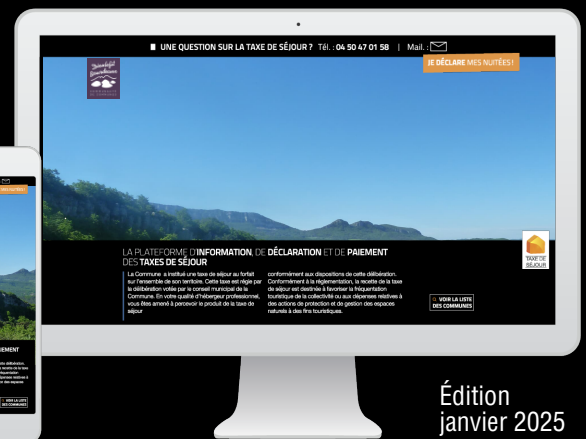 UNE QUESTION SUR LA TAXE DE SÉJOUR ? Tél. : 04 50 47 01 58 | Mail. :
JE DÉCLARE MES NUITÉES !
LA PLATEFORME D'INFORMATION, DE DÉCLARATION ET DE PAIEMENT
DES TAXES DE SÉJOUR
La Commune a institué une taxe de séjour au forfait
sur l'ensemble de son territoire. Cette taxe est régie par
la délibération votée par le conseil municipal de la
Commune. En votre qualité d'hébergeur professionnel,
vous êtes amené à percevoir le produit de la taxe de
séjour
conformément aux dispositions de cette délibération.
Conformément à la réglementation, la recette de la taxe
de séjour est destinée à favoriser la fréquentation
touristique de la collectivité ou aux dépenses relatives à
des actions de protection et de gestion des espaces
naturels à des fins touristiques.
TAXE DE
SÉJOUR
VOIR LA LISTE
DES COMMUNES
VOIR LA LISTE
DES COMMUNES
Édition
janvier 2025